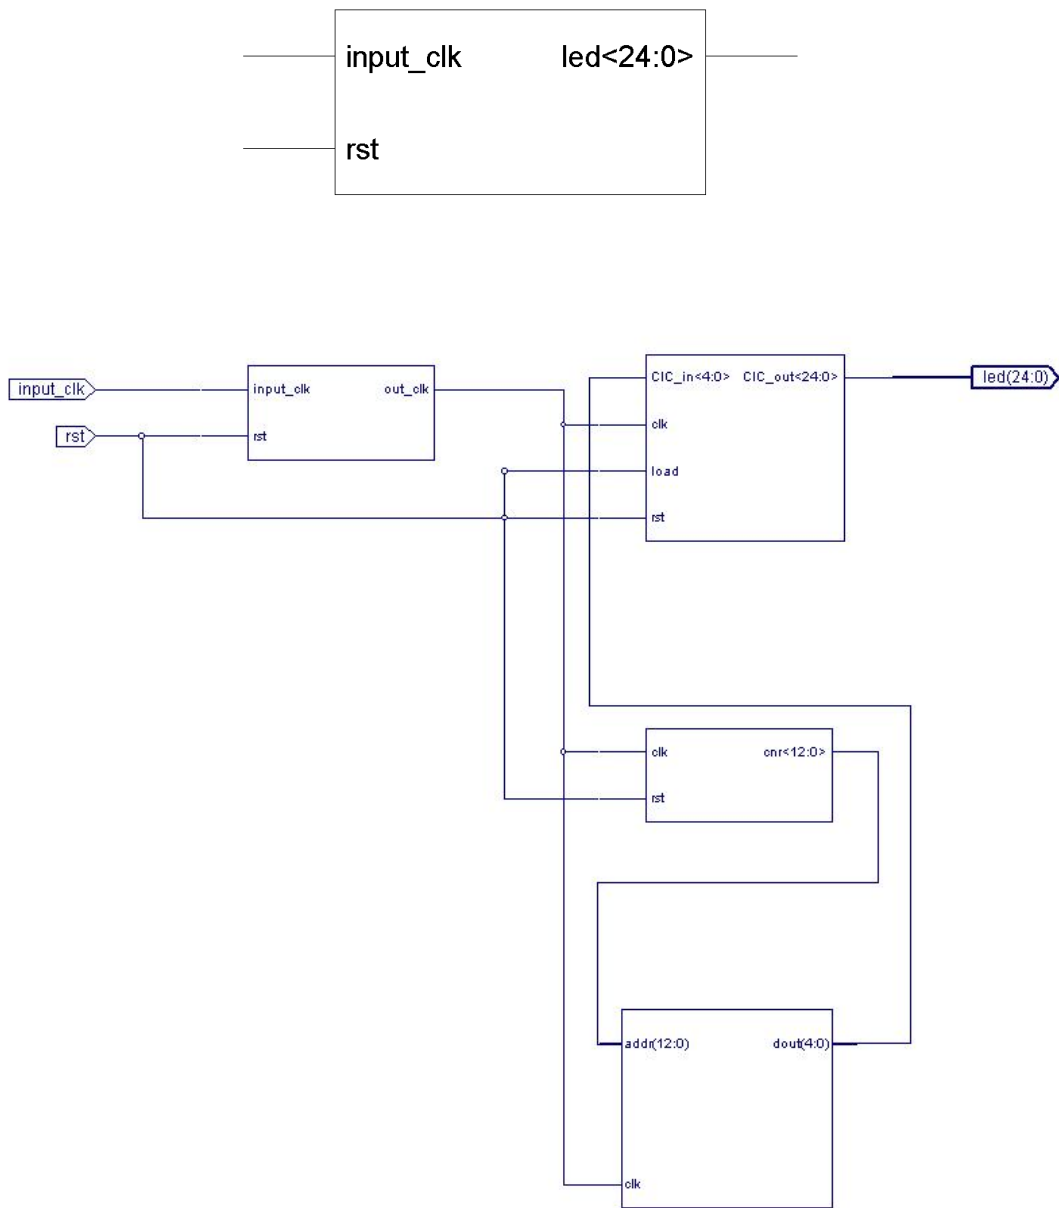 input_clk led<24:0>
rst
input_clk input_clk out_clk CIC_in<4:0> CIC_out<24:0> led(24:0)
clk
rst rst
load
rst
clk cnr<12:0>
rst
addr(12:0) dout(4:0)
clk